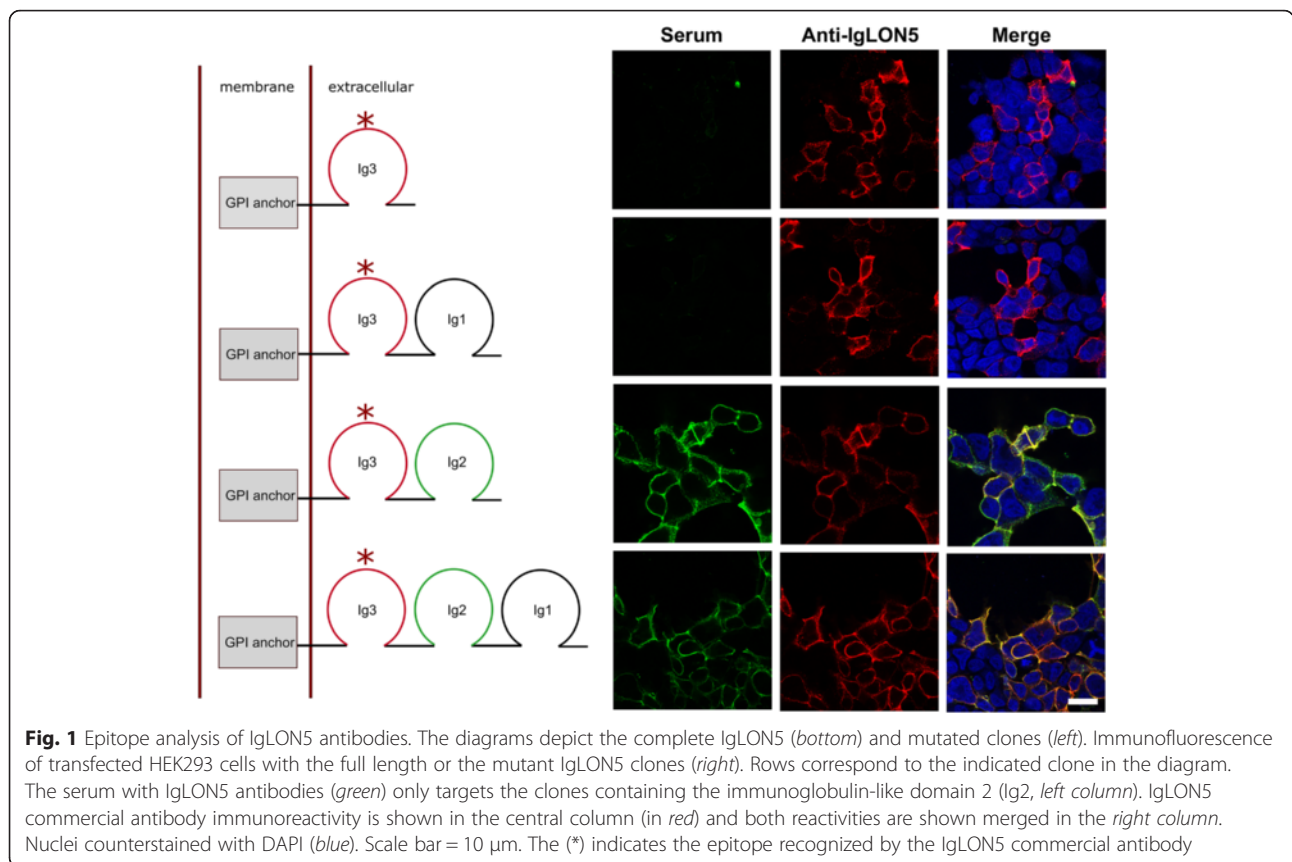 Serum Anti-IgLON5 Merge
membrane extracellular
*
Ig3
GPI anchor
*
Ig3 Ig1
GPI anchor
*
Ig3 Ig2
GPI anchor
*
Ig3 Ig2 Ig1
GPI anchor
Fig. 1 Epitope analysis of IgLON5 antibodies. The diagrams depict the complete IgLON5 (bottom) and mutated clones (left). Immunofluorescence
of transfected HEK293 cells with the full length or the mutant IgLON5 clones (right). Rows correspond to the indicated clone in the diagram.
The serum with IgLON5 antibodies (green) only targets the clones containing the immunoglobulin-like domain 2 (Ig2, left column). IgLON5
commercial antibody immunoreactivity is shown in the central column (in red) and both reactivities are shown merged in the right column.
Nuclei counterstained with DAPI (blue). Scale bar = 10 μm. The (*) indicates the epitope recognized by the IgLON5 commercial antibody